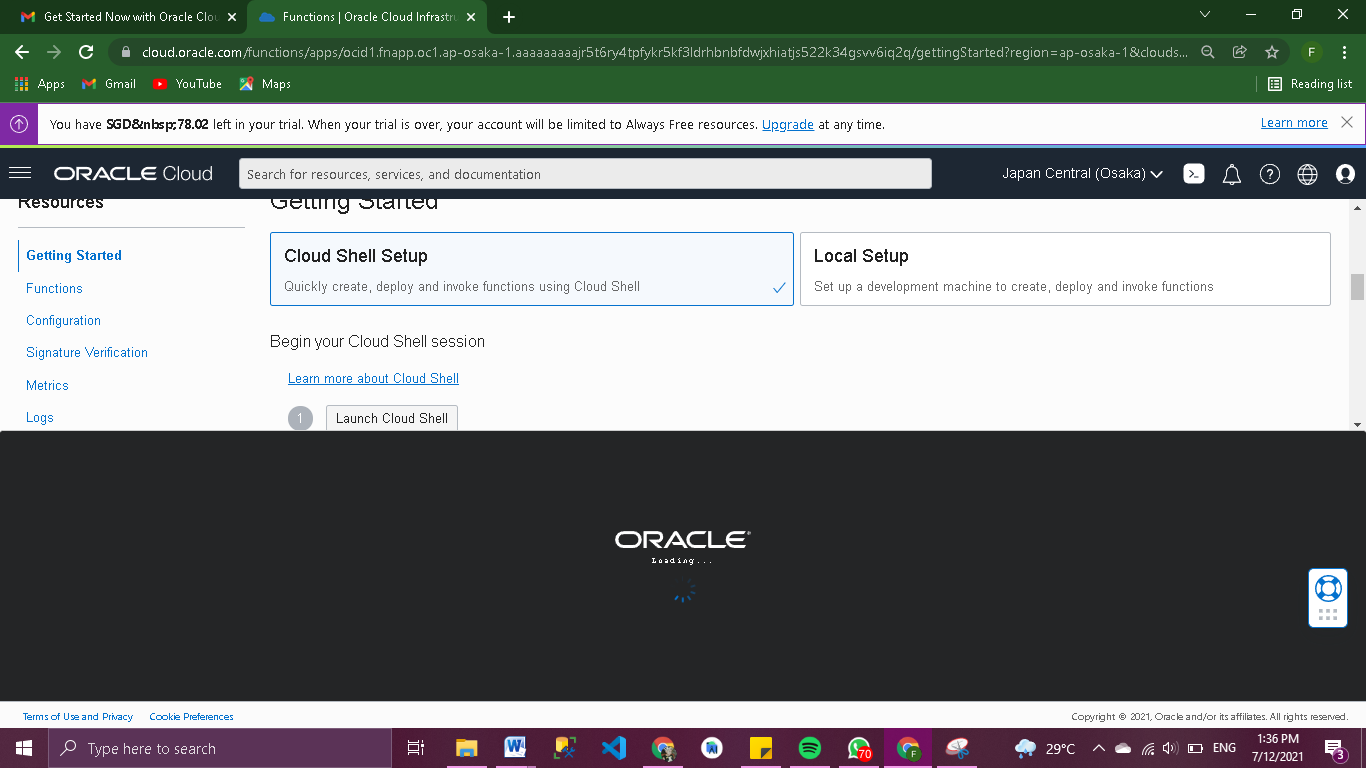 Get Started Now with Oracle Clou
Functions | Oracle Cloud Infrastru
cloud.oracle.com/functions/apps/ocid1.fnapp.oc1.ap-osaka-1.aaaaaaaaajr5t6ry4tpfykr5kf3ldrhbnbfdwjxhiatjs522k34gsvv6iq2q/gettingStarted?region=ap-osaka-1&clouds...
F
Apps
Gmail
YouTube
Maps
Reading list
You have SGD&nbsp;78.02 left in your trial. When your trial is over, your account will be limited to Always Free resources. Upgrade at any time.
Learn more
ORACLE Cloud
Search for resources, services, and documentation
Japan Central (Osaka)
Resources
Getting Started
Functions
Configuration
Signature Verification
Metrics
Logs
Getting Started
Cloud Shell Setup
Quickly create, deploy and invoke functions using Cloud Shell
Local Setup
Set up a development machine to create, deploy and invoke functions
Begin your Cloud Shell session
Learn more about Cloud Shell
1
Launch Cloud Shell
ORACLE
Loading...
Terms of Use and Privacy
Cookie Preferences
Copyright © 2021, Oracle and/or its affiliates. All rights reserved.
Type here to search
70
F
29°C
ENG
1:36 PM
7/12/2021
3